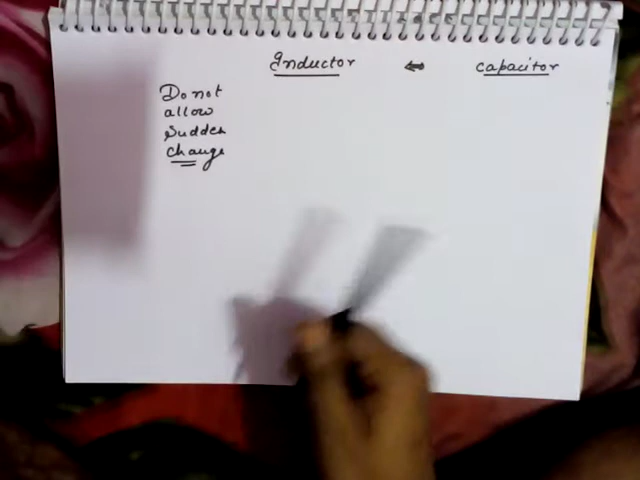 Inductor ⇔ capacitor
Do not
allow
Sudden
change